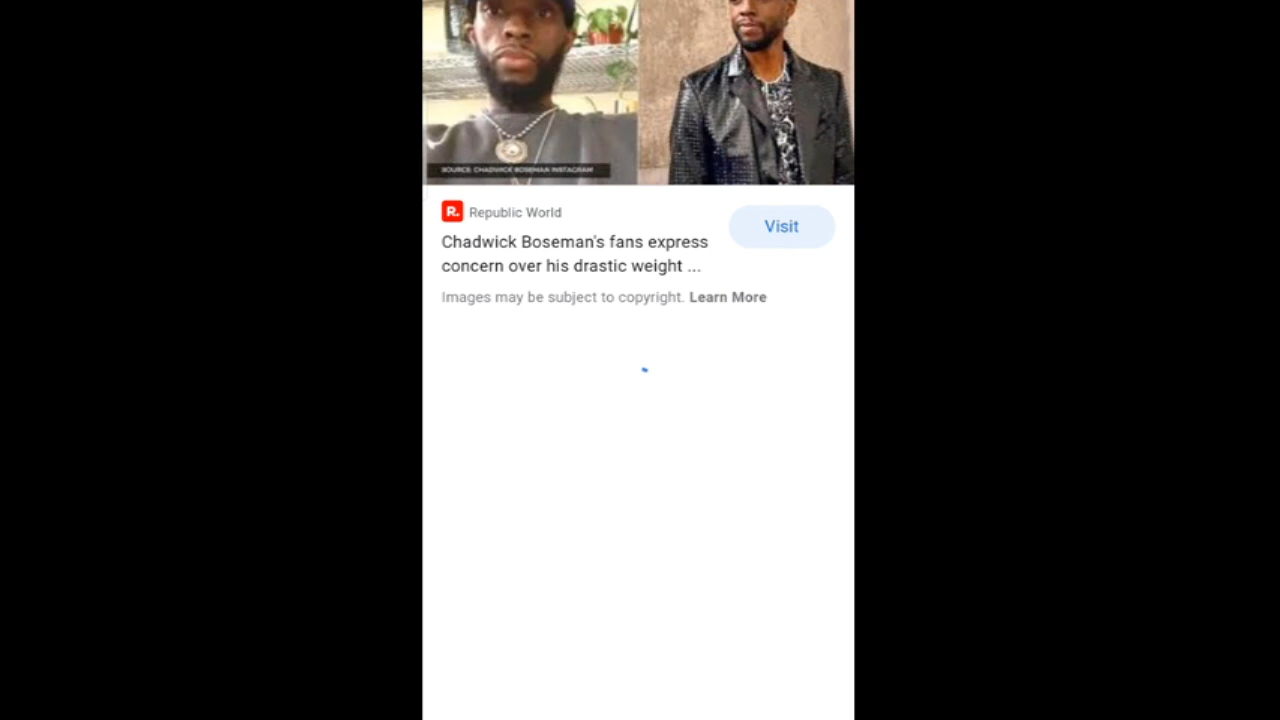 SOURCE: CHADWICK BOSEMAN INSTAGRAM
R. Republic World
Visit
Chadwick Boseman's fans express
concern over his drastic weight ...
Images may be subject to copyright. Learn More